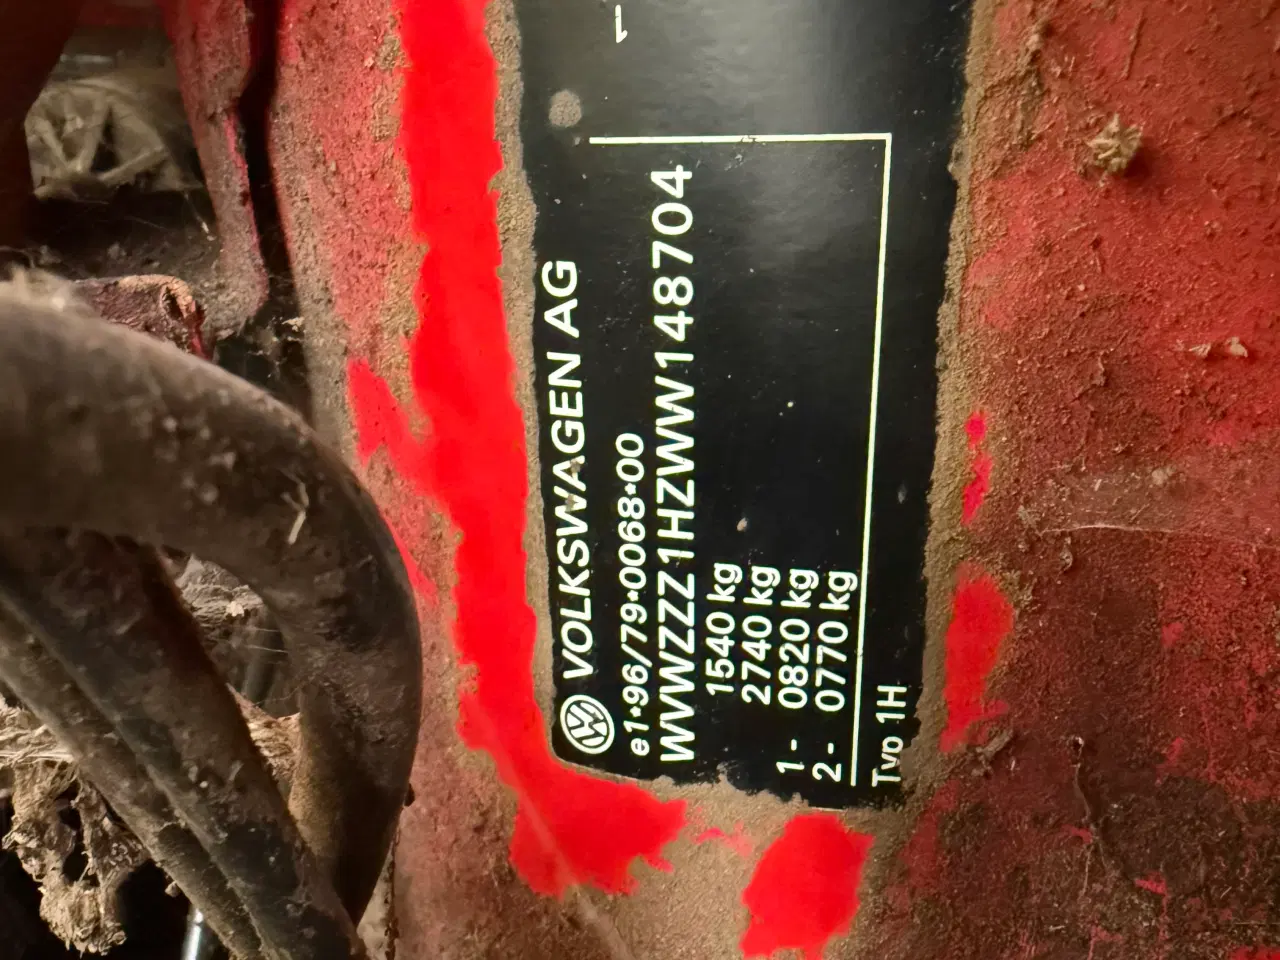 1
VOLKSWAGEN AG
e1*96/79*0068*00
WVWZZZ1HZWW148704
1540 kg
2740 kg
1- 0820 kg
2- 0770 kg
Typ 1H